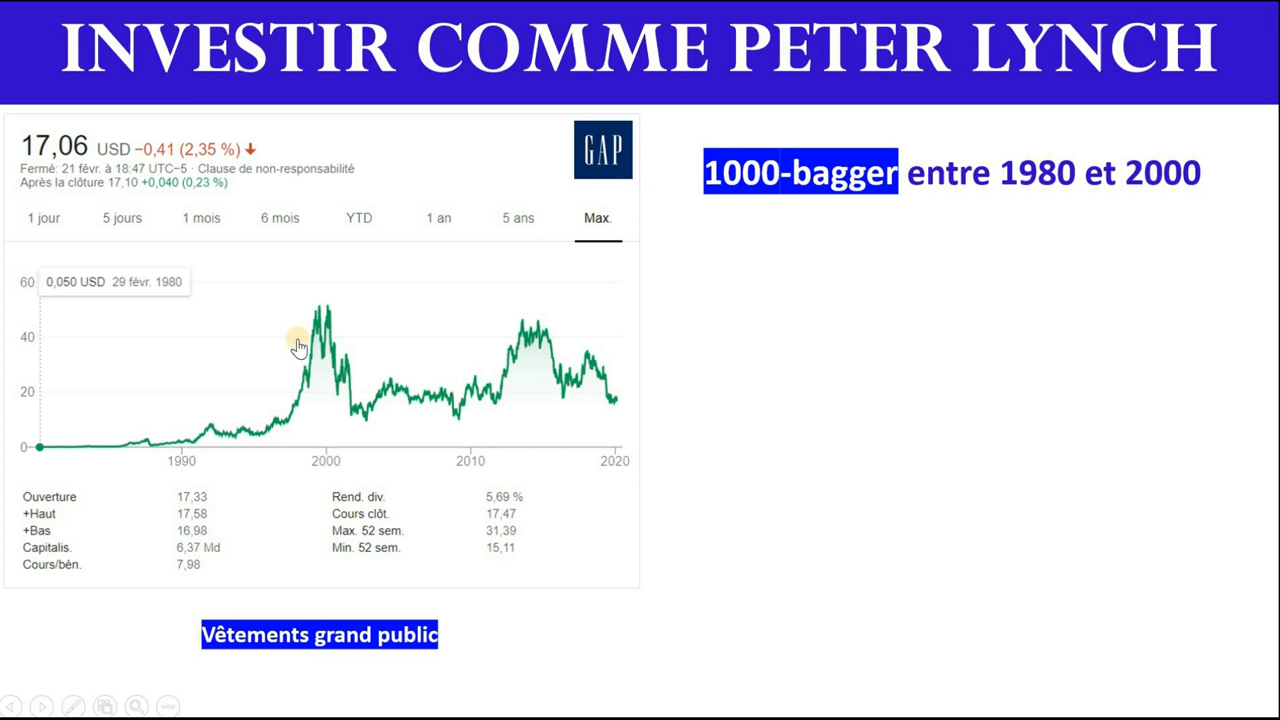 INVESTIR COMME PETER LYNCH
17,06 USD −0,41 (2,35 %)
GAP
Fermé: 21 févr. à 18:47 UTC−5 · Clause de non-responsabilité
Après la clôture 17,10 +0,040 (0,23 %)
1000-bagger entre 1980 et 2000
1 jour 5 jours 1 mois 6 mois YTD 1 an 5 ans Max.
60
0,050 USD 29 févr. 1980
40
20
0
1990 2000 2010 2020
Ouverture 17,33 Rend. div. 5,69 %
+Haut 17,58 Cours clôt. 17,47
+Bas 16,98 Max. 52 sem. 31,39
Capitalis. 6,37 Md Min. 52 sem. 15,11
Cours/bén. 7,98
Vêtements grand public